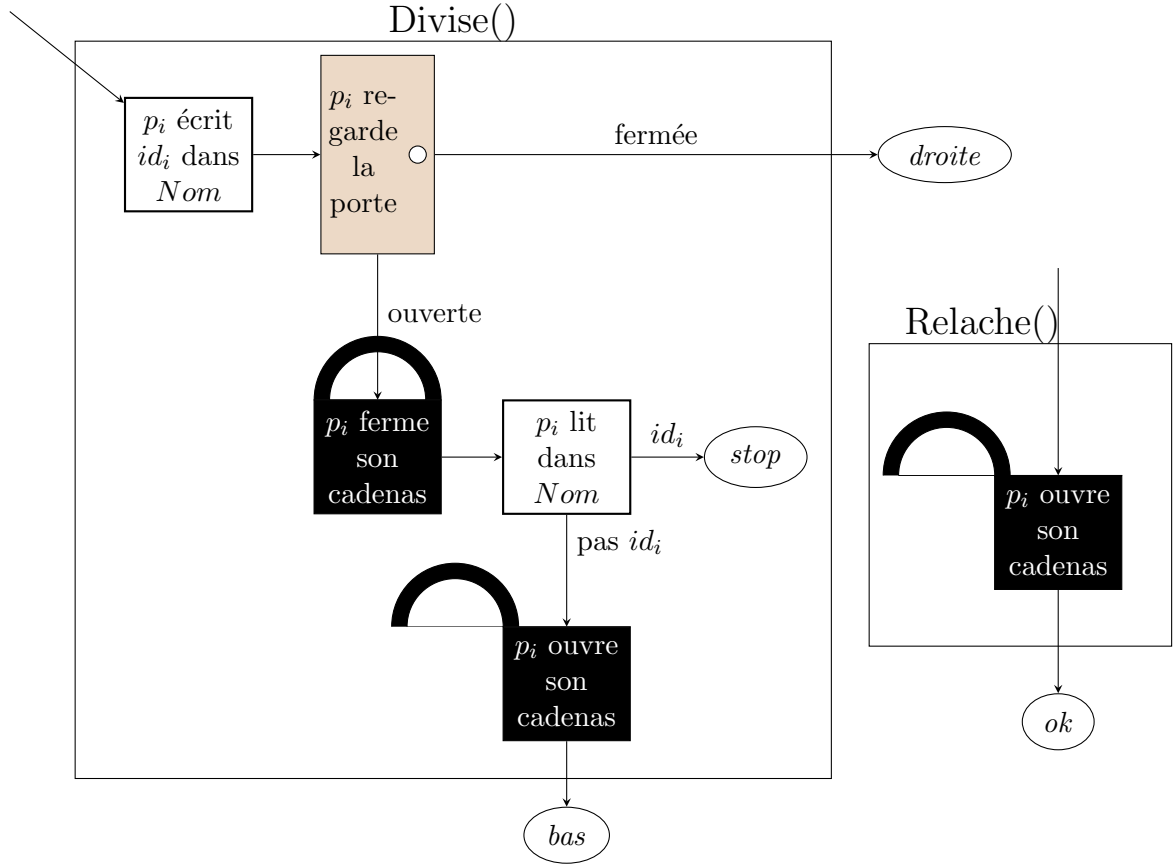 Divise()
p_i écrit
id_i dans
Nom
p_i re-
garde
la
porte
fermée
droite
ouverte
p_i ferme
son
cadenas
p_i lit
dans
Nom
id_i
stop
pas id_i
p_i ouvre
son
cadenas
bas
Relache()
p_i ouvre
son
cadenas
ok